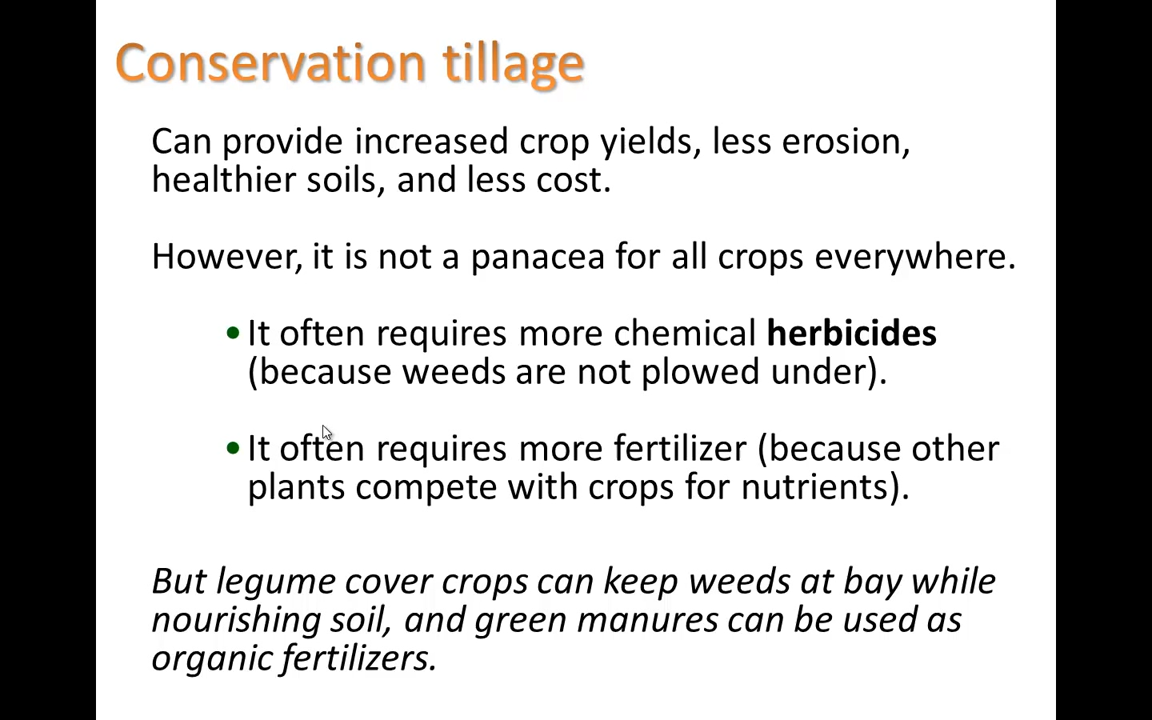 Conservation tillage
Can provide increased crop yields, less erosion,
healthier soils, and less cost.
However, it is not a panacea for all crops everywhere.
•It often requires more chemical herbicides
(because weeds are not plowed under).
•It often requires more fertilizer (because other
plants compete with crops for nutrients).
But legume cover crops can keep weeds at bay while
nourishing soil, and green manures can be used as
organic fertilizers.